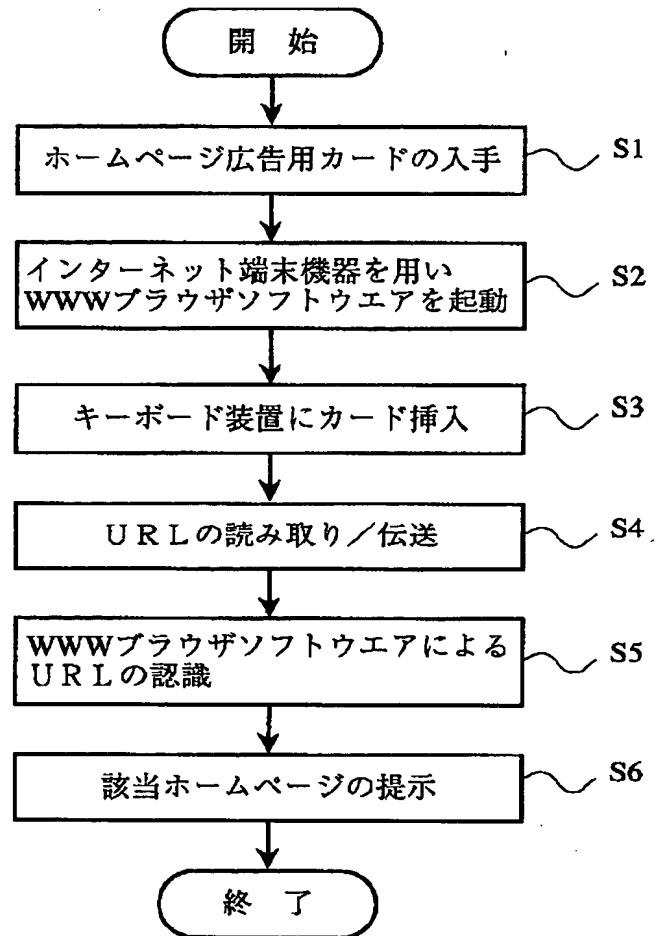 開 始
ホームページ広告用カードの入手
S1
インターネット端末機器を用い
WWWブラウザソフトウエアを起動
S2
キーボード装置にカード挿入
S3
URLの読み取り/伝送
S4
WWWブラウザソフトウエアによる
URLの認識
S5
該当ホームページの提示
S6
終 了